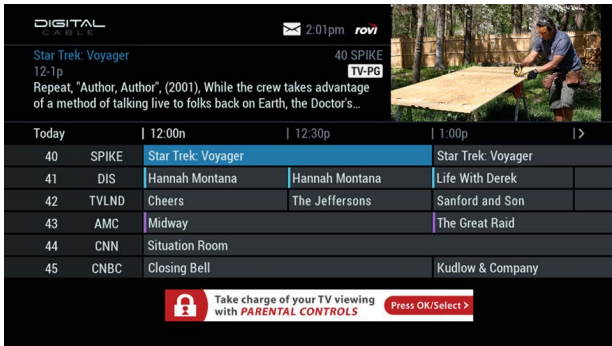 DIGITAL
CABLE
2:01pm rovi
Star Trek: Voyager
40 SPIKE
12-1p
TV-PG
Repeat, "Author, Author", (2001), While the crew takes advantage
of a method of talking live to folks back on Earth, the Doctor's...
Today | 12:00n | 12:30p | 1:00p | >
40 SPIKE Star Trek: Voyager Star Trek: Voyager
41 DIS Hannah Montana Hannah Montana Life With Derek
42 TVLND Cheers The Jeffersons Sanford and Son
43 AMC Midway The Great Raid
44 CNN Situation Room
45 CNBC Closing Bell Kudlow & Company
Take charge of your TV viewing
with PARENTAL CONTROLS
Press OK/Select >